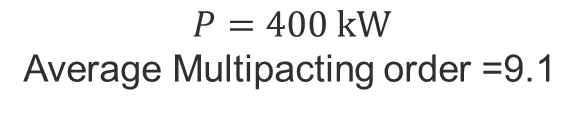 P = 400 kW
Average Multipacting order =9.1